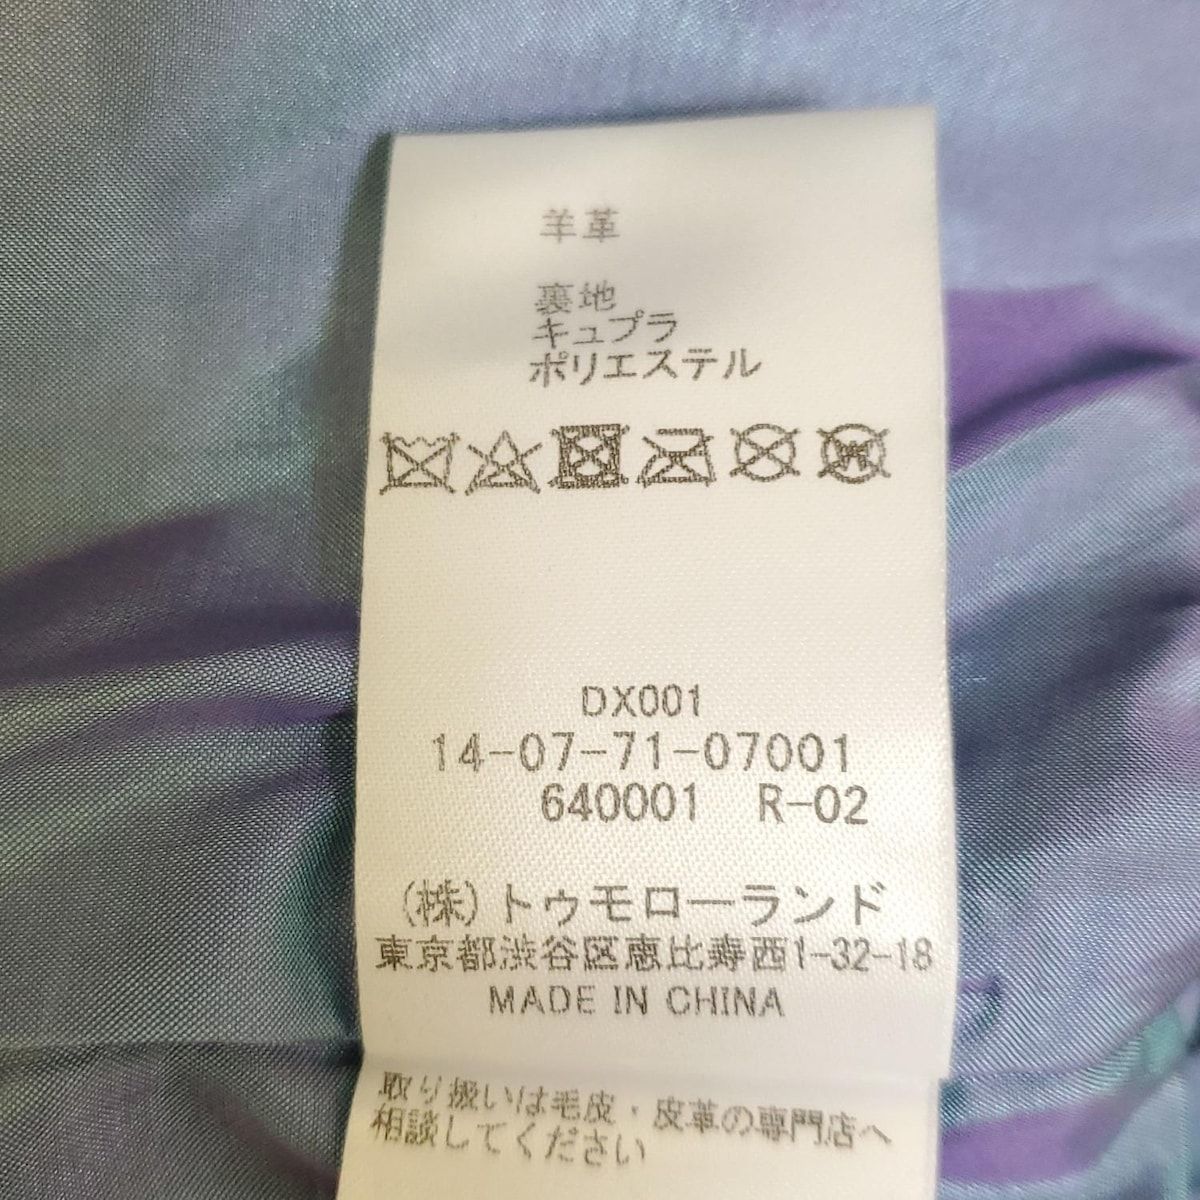 羊革
裏地
キュプラ
ポリエステル
DX001
14-07-71-07001
640001 R-02
(株)トゥモローランド
東京都渋谷区恵比寿西1-32-18
MADE IN CHINA
取り扱いは毛皮・皮革の専門店へ
相談してください